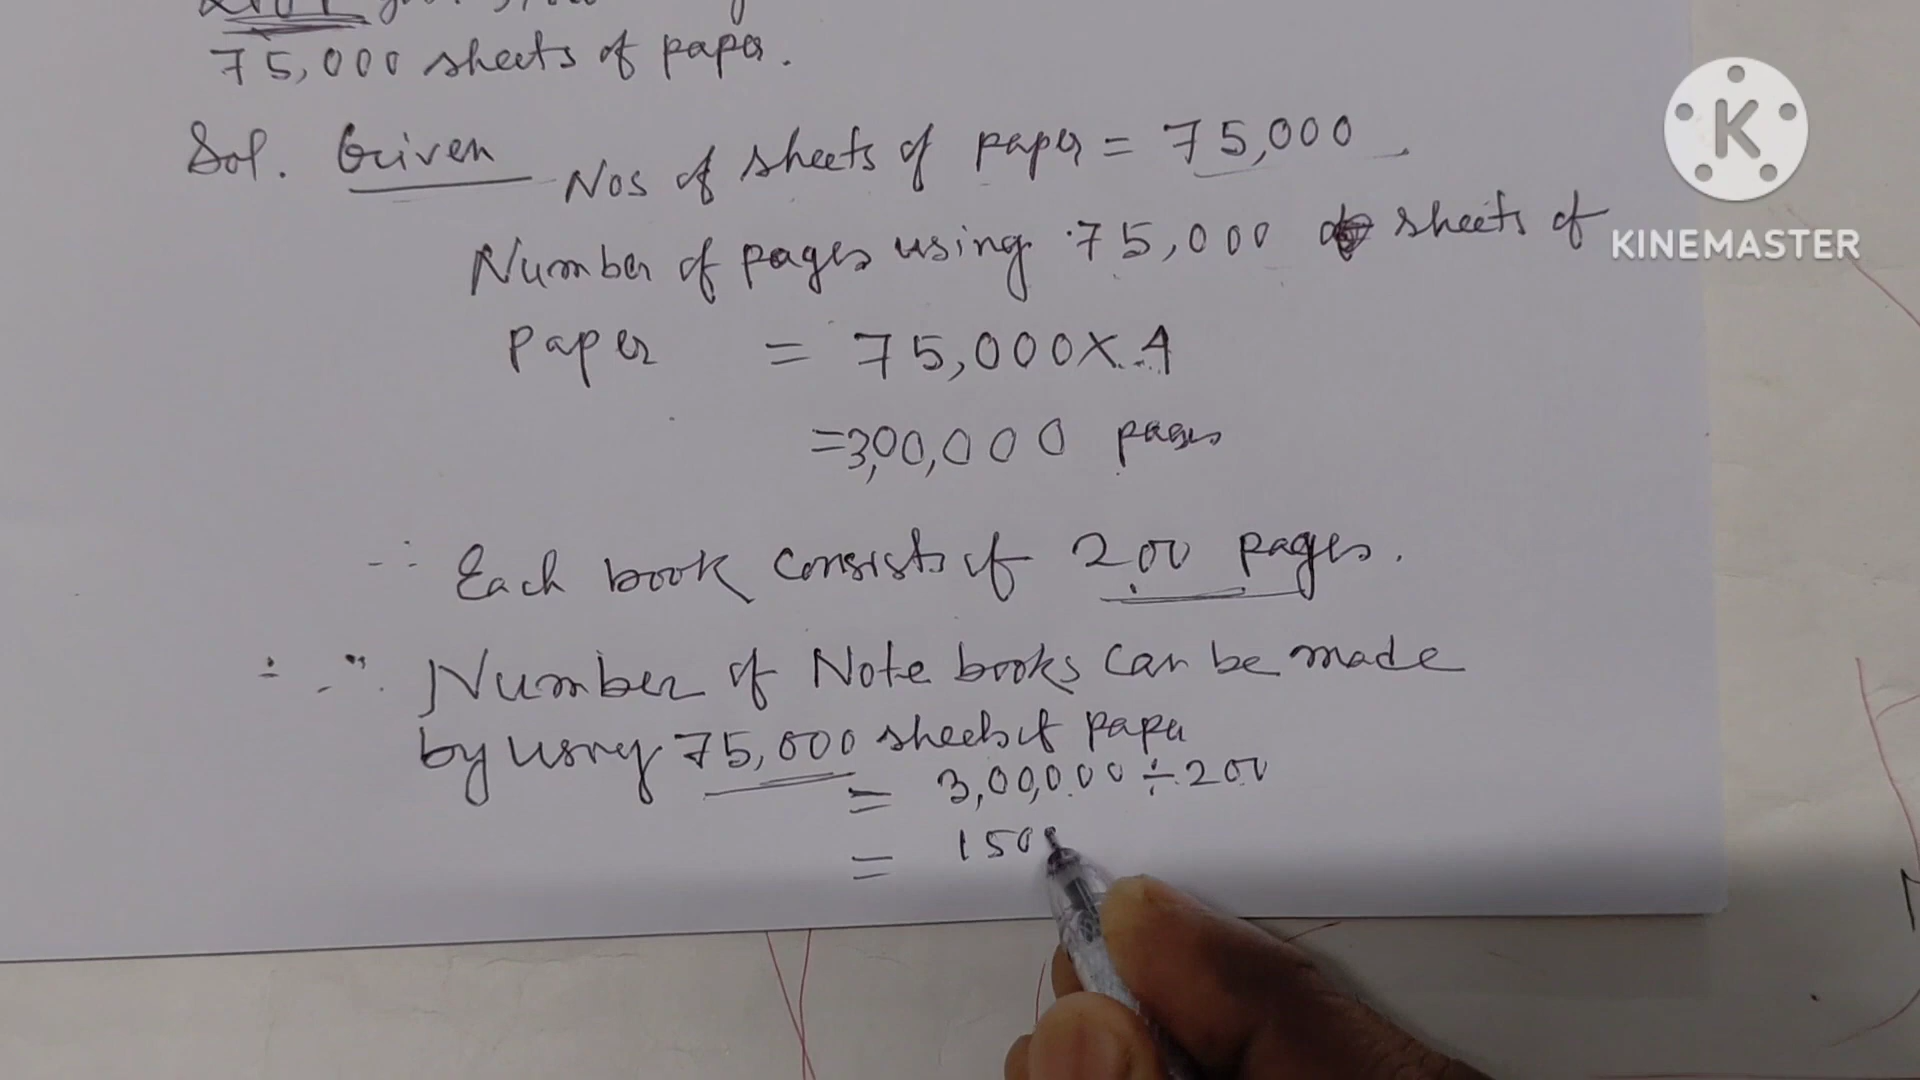 75,000 sheets of paper.
Sol. Given Nos of sheets of paper = 75,000
Number of pages using 75,000 sheets of
paper = 75,000 X 4
= 3,00,000 pages
∵ Each book consists of 200 pages.
∴ Number of Note books can be made
by using 75,000 sheets of paper
= 3,00,000 ÷ 200
= 150
K
KINEMASTER